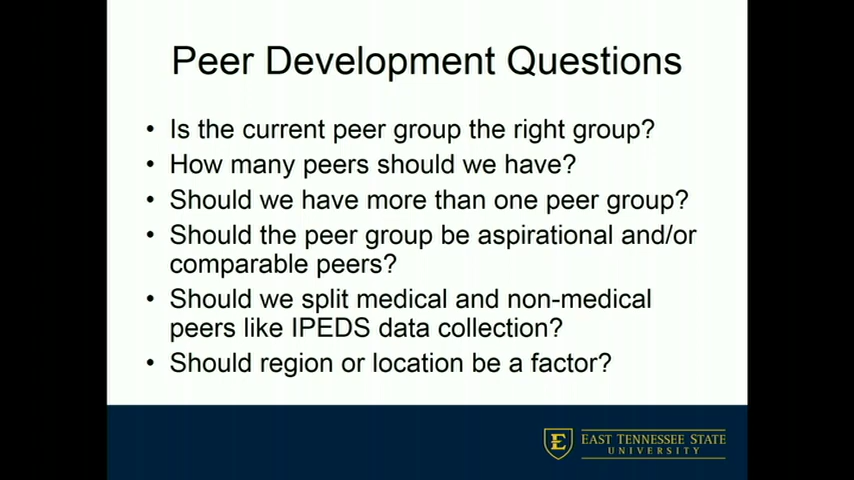 Peer Development Questions
• Is the current peer group the right group?
• How many peers should we have?
• Should we have more than one peer group?
• Should the peer group be aspirational and/or
comparable peers?
• Should we split medical and non-medical
peers like IPEDS data collection?
• Should region or location be a factor?
E
EAST TENNESSEE STATE
UNIVERSITY